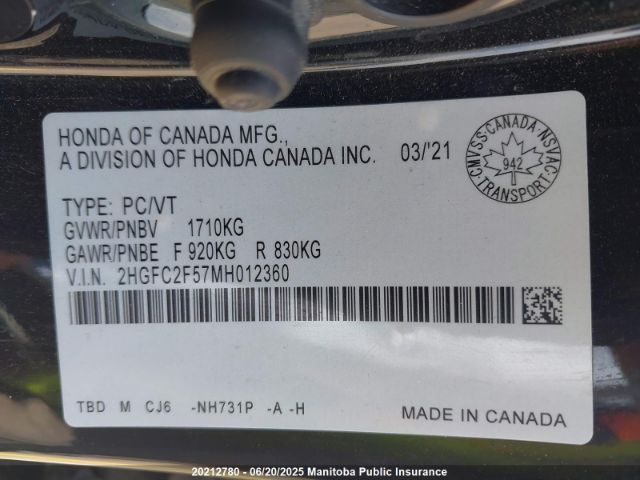 HONDA OF CANADA MFG.,
A DIVISION OF HONDA CANADA INC. 03/'21
CMVSS·CANADA·NSVAC
942
TRANSPORT
TYPE: PC/VT
GVWR/PNBV 1710KG
GAWR/PNBE F 920KG R 830KG
V.I.N. 2HGFC2F57MH012360
TBD M CJ6 -NH731P -A -H MADE IN CANADA
20212780 - 06/20/2025 Manitoba Public Insurance